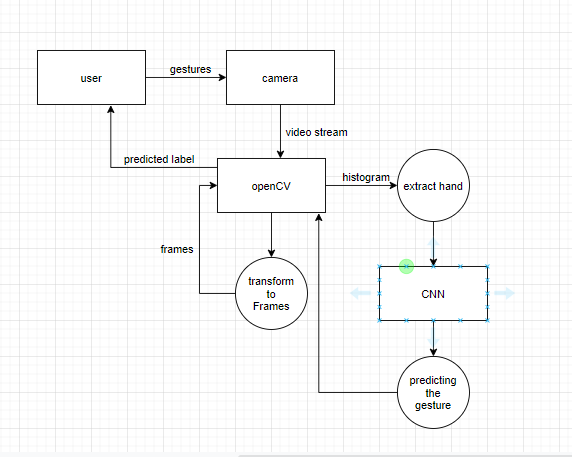 user
gestures
camera
video stream
predicted label
openCV
histogram
extract hand
frames
transform
to
Frames
CNN
predicting
the
gesture